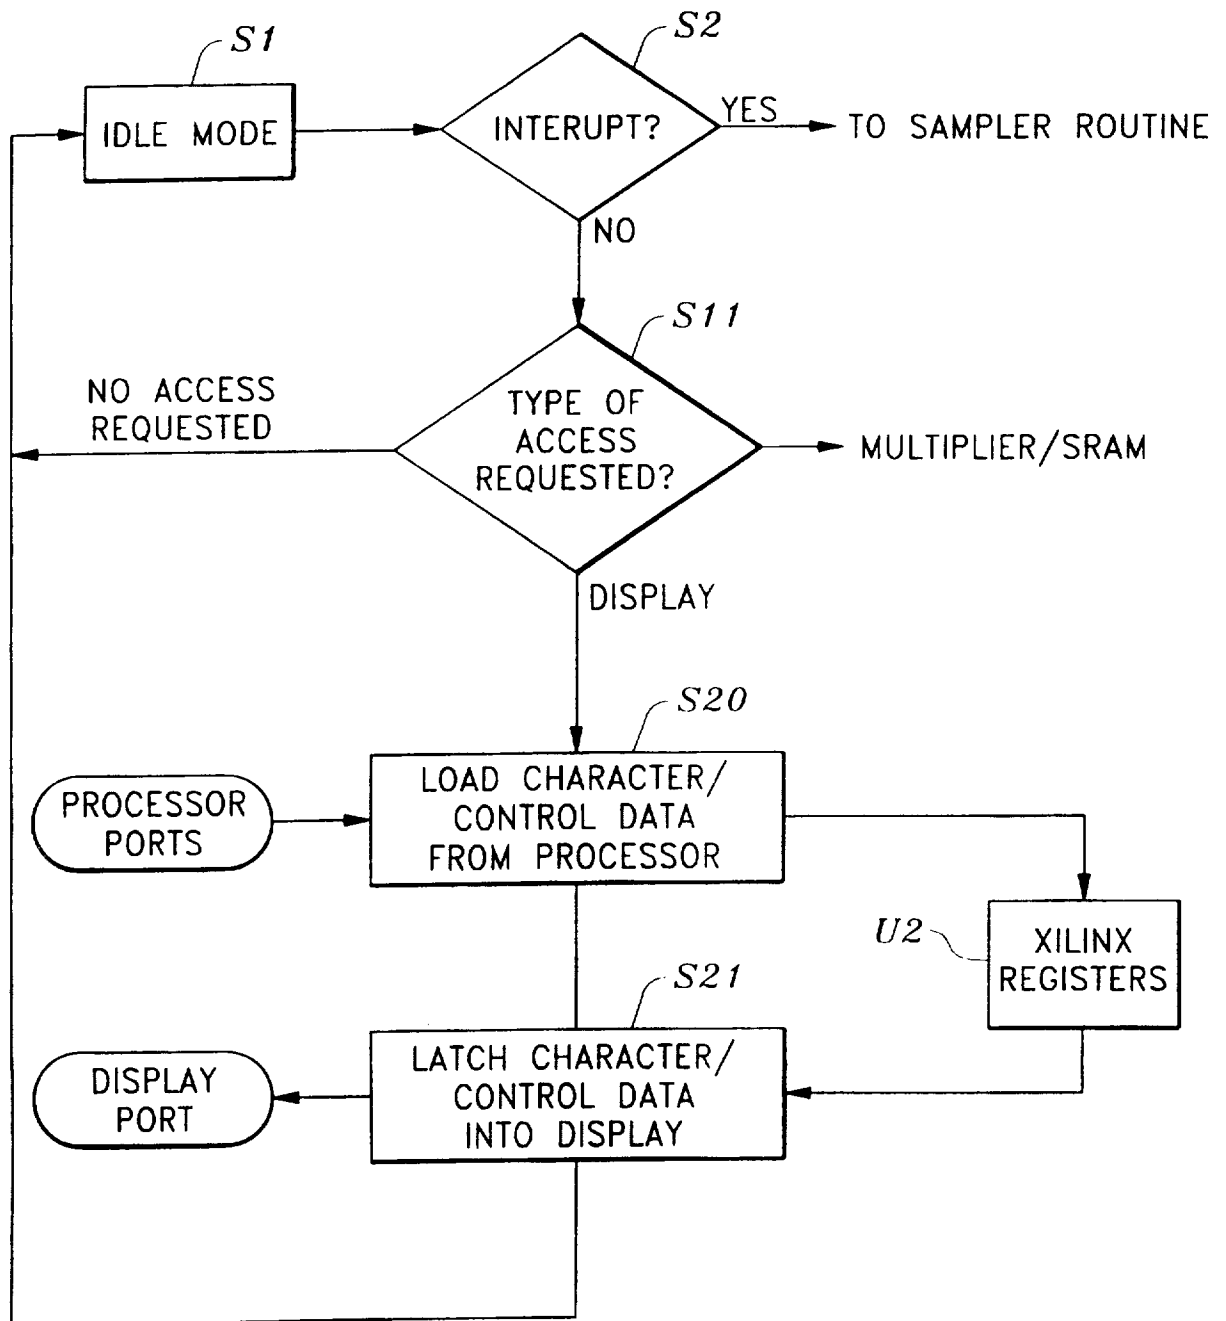 S1
S2
IDLE MODE
INTERUPT?
YES
TO SAMPLER ROUTINE
NO
S11
NO ACCESS
REQUESTED
TYPE OF
ACCESS
REQUESTED?
MULTIPLIER/SRAM
DISPLAY
S20
PROCESSOR
PORTS
LOAD CHARACTER/
CONTROL DATA
FROM PROCESSOR
U2
XILINX
REGISTERS
S21
DISPLAY
PORT
LATCH CHARACTER/
CONTROL DATA
INTO DISPLAY